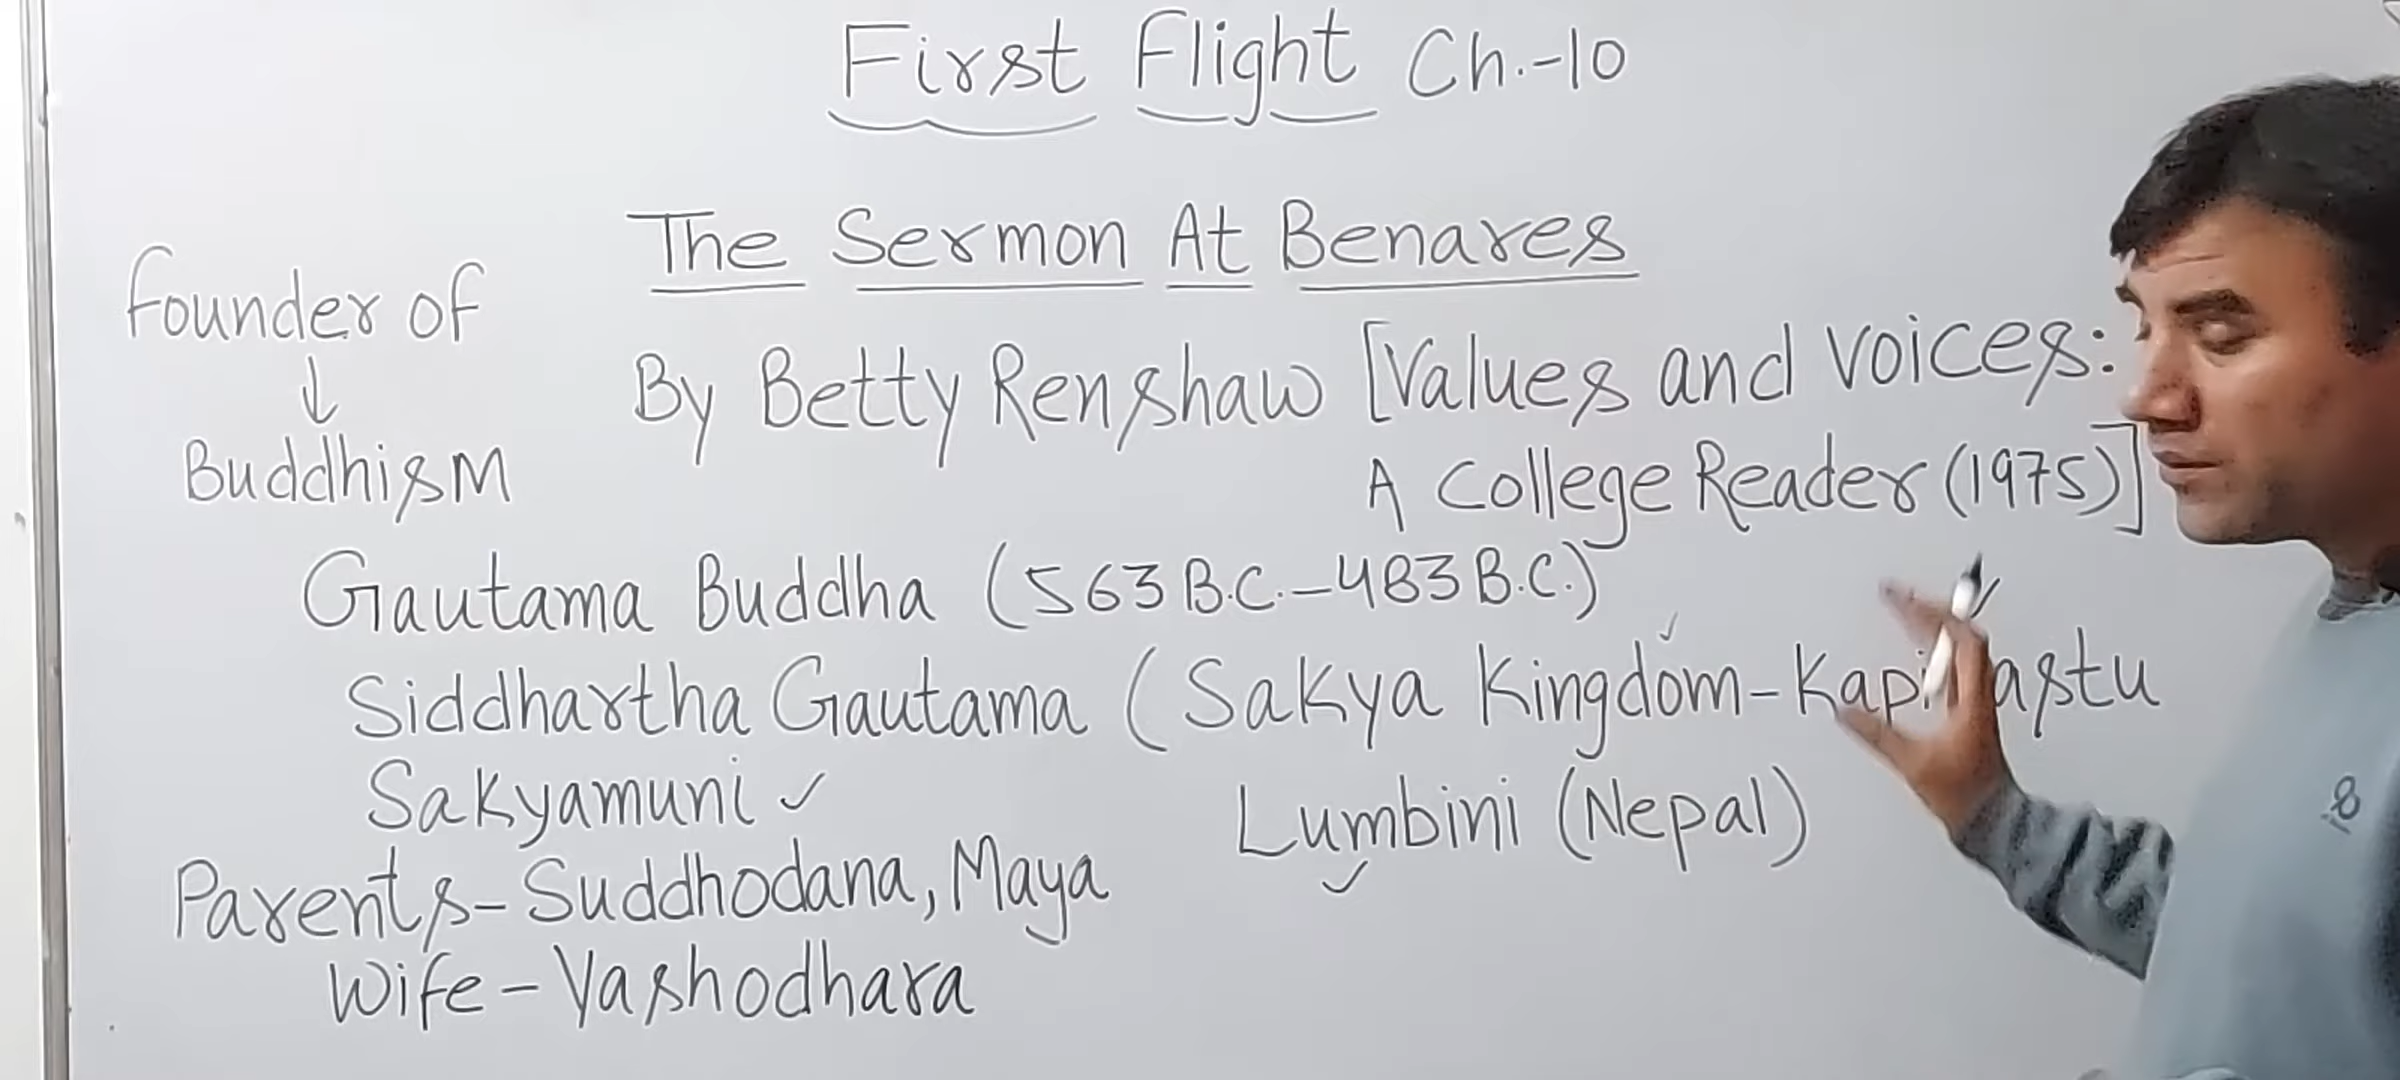 First Flight Ch.-10
The Sermon At Benares
Founder of
↓
Buddhism
By Betty Renshaw [Values and voices:
A College Reader (1975)]
Gautama Buddha (563 B.C.-483 B.C.)
Siddhartha Gautama (Sakya Kingdom-
Sakyamuni ✓
Lumbini (Nepal)
Parents- Suddhodana, Maya
Wife- Yashodhara